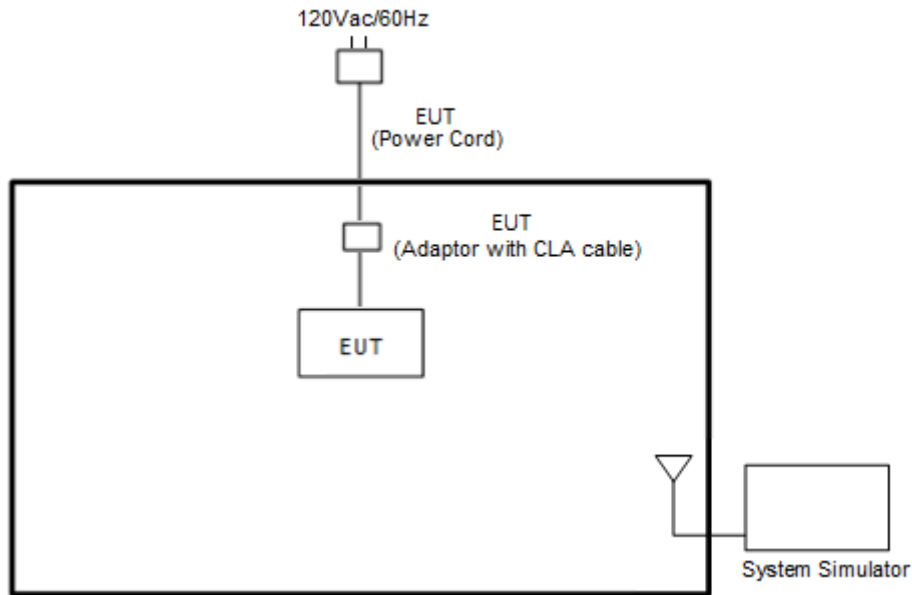 120Vac/60Hz
EUT
(Power Cord)
EUT
(Adaptor with CLA cable)
EUT
System Simulator